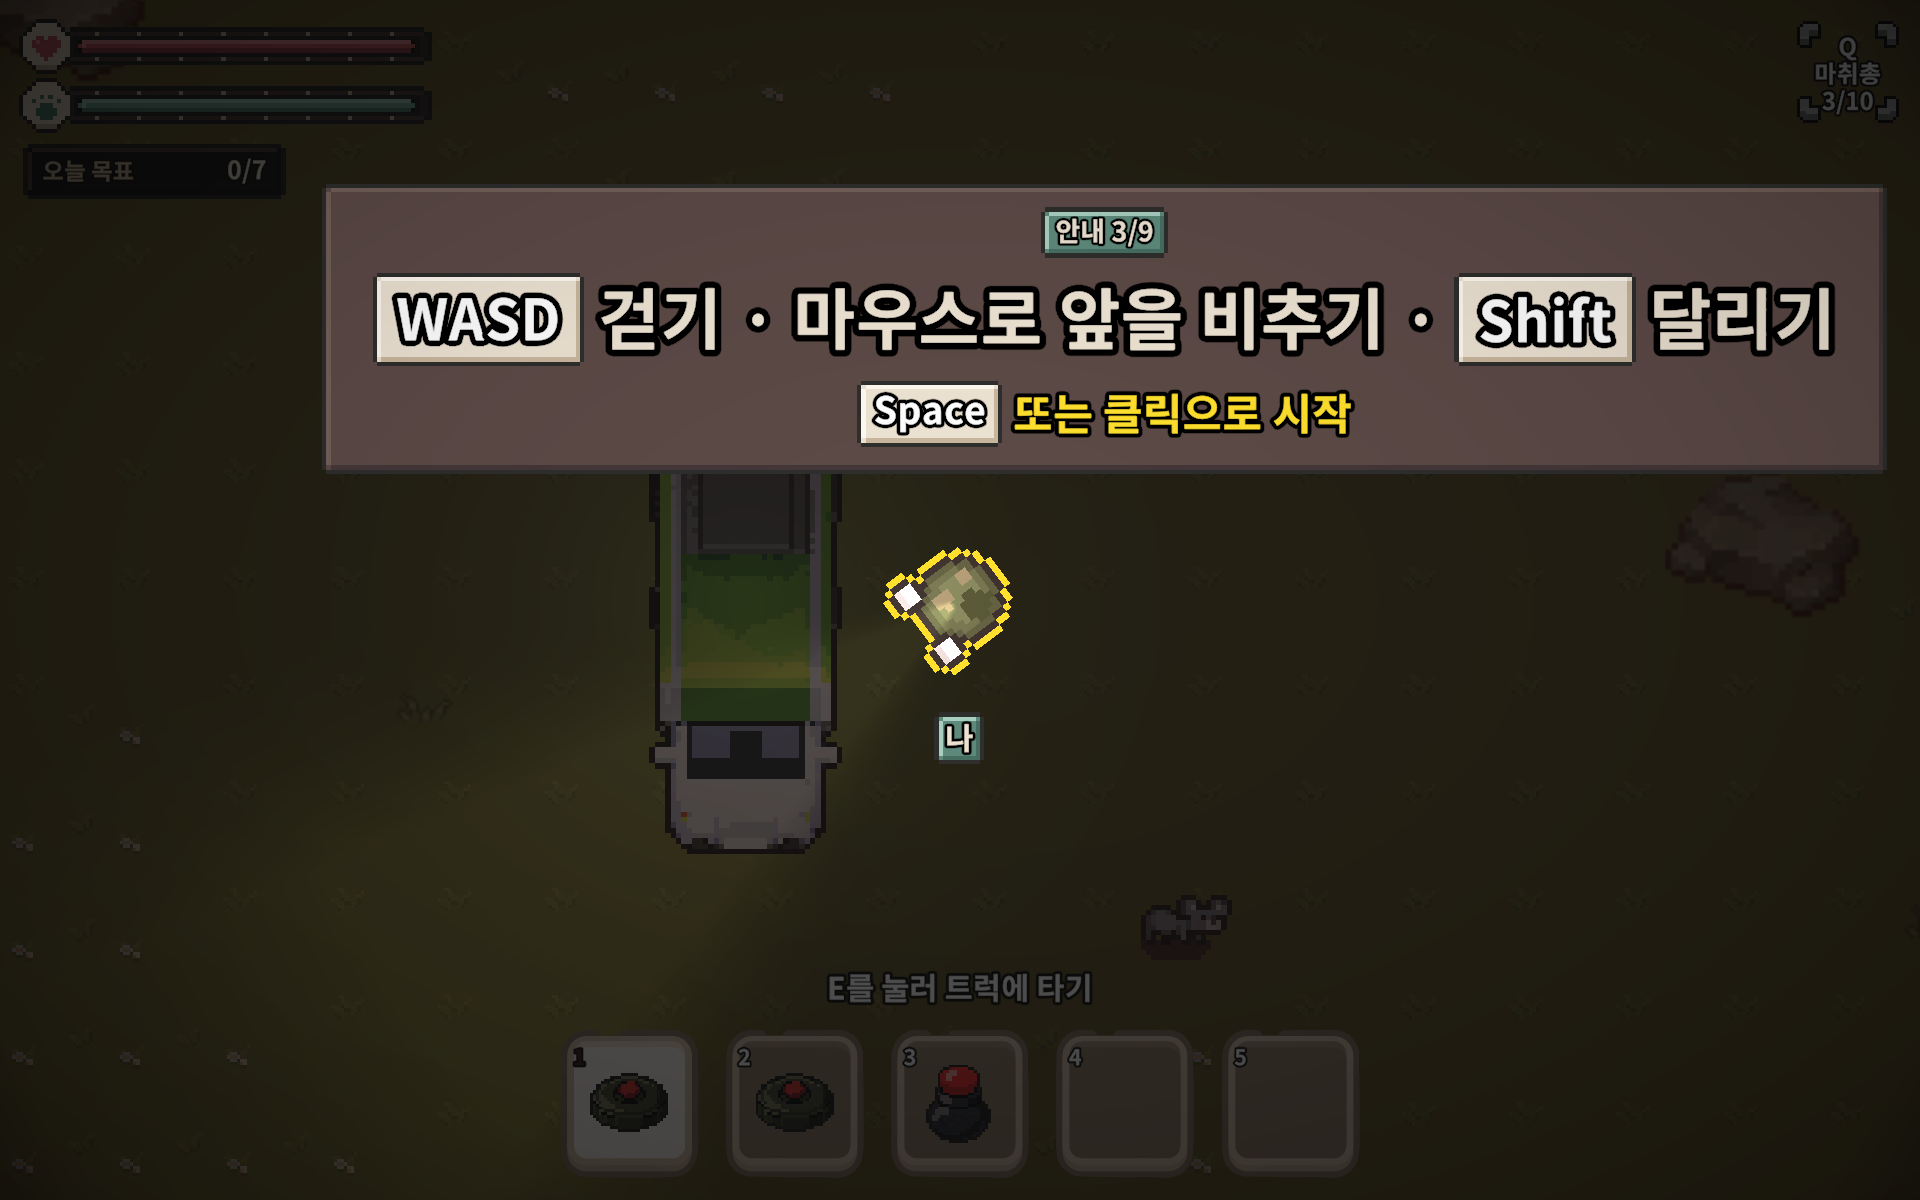 Q
마취총
3/10
오늘 목표 0/7
안내 3/9
WASD 걷기 · 마우스로 앞을 비추기 · Shift 달리기
Space 또는 클릭으로 시작
나
E를 눌러 트럭에 타기
1 2 3 4 5